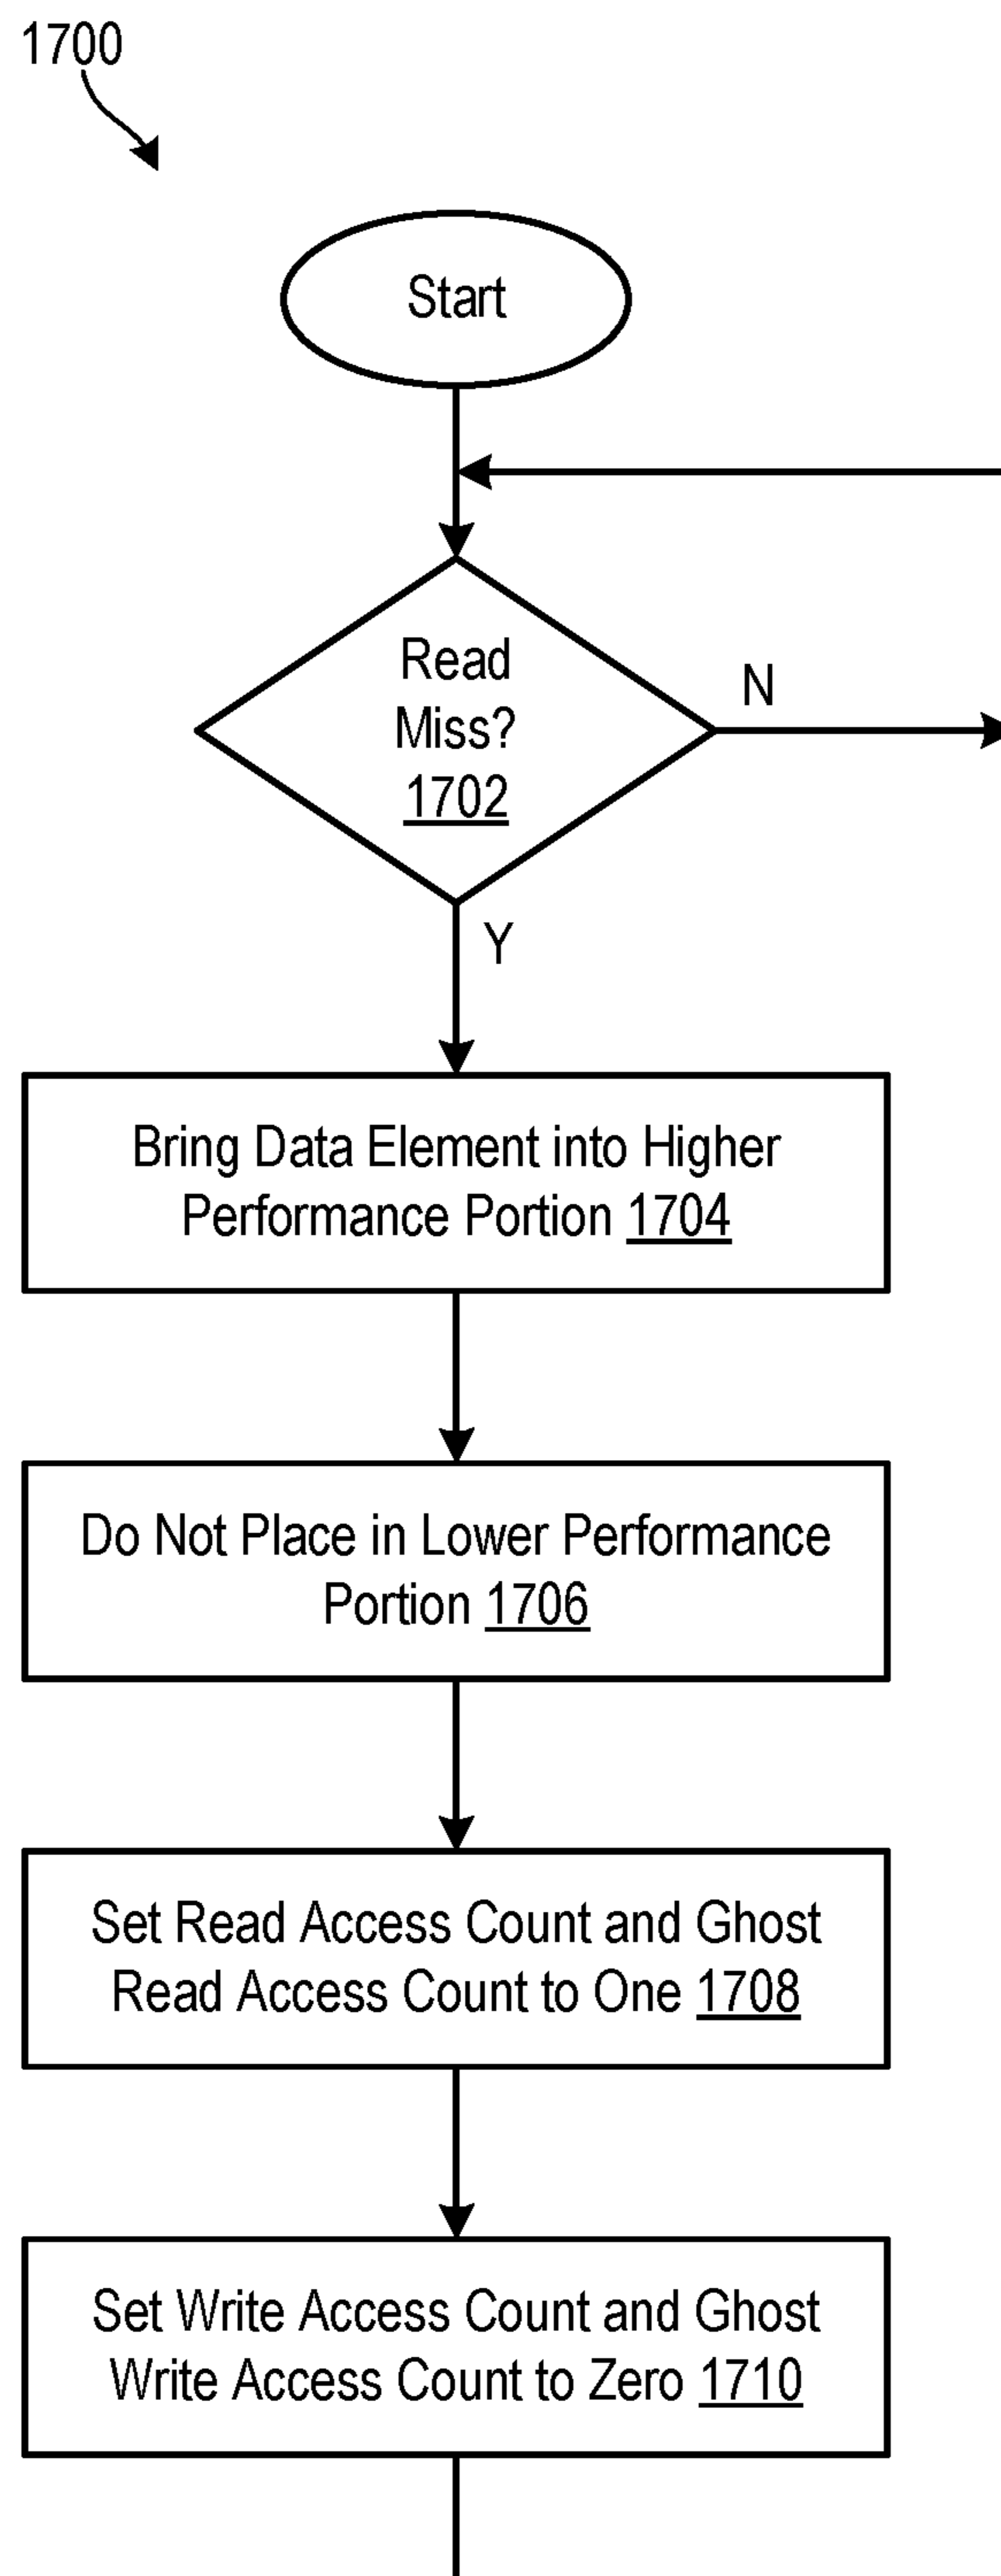 1700
Start
Read
Miss?
1702
N
Y
Bring Data Element into Higher
Performance Portion 1704
Do Not Place in Lower Performance
Portion 1706
Set Read Access Count and Ghost
Read Access Count to One 1708
Set Write Access Count and Ghost
Write Access Count to Zero 1710